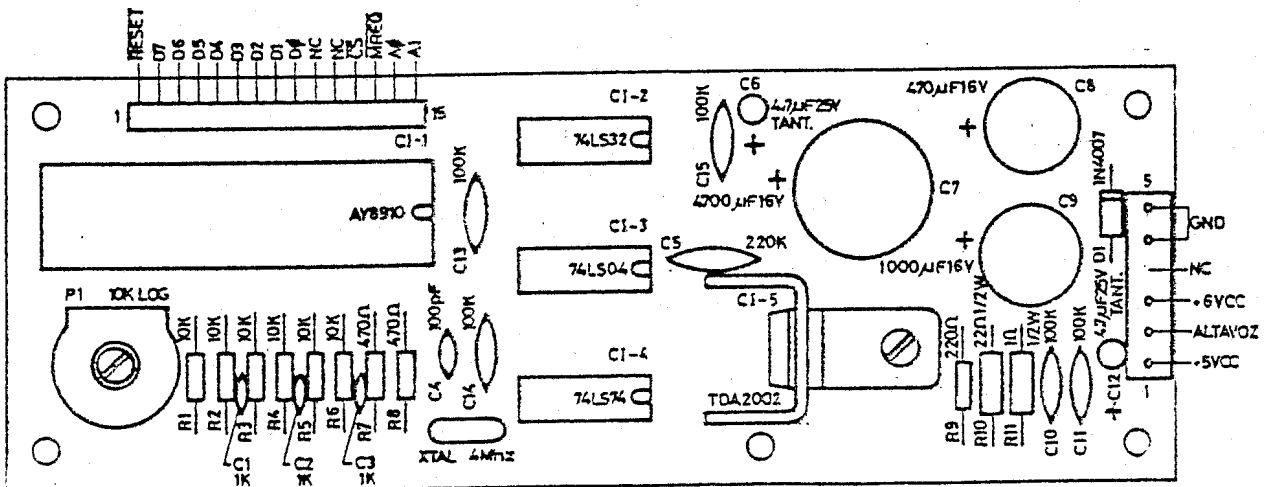 RESET
D7
D6
D5
D4
D3
D2
D1
D0
NC
NC
CS
MREQ
A0
A1
1
15
CI-1
AY8910
100K
C13
CI-2
74LS32
CI-3
74LS04
CI-4
74LS74
100K
C15
C6
4.7µF25V
TANT.
4700µF16V
C7
470µF16V
C8
C9
1000µF16V
1N4007
D1
4.7µF25V
TANT.
C12
5
GND
NC
+6VCC
ALTAVOZ
+5VCC
1
C5
220K
CI-5
TDA2002
P1
10K LOG
10K
10K
10K
10K
10K
10K
470Ω
470Ω
R1
R2
R3
R4
R5
R6
R7
R8
C1
1K
C2
1K
C3
1K
100pF
C4
100K
C14
XTAL 4Mhz
220Ω
R9
22Ω1/2W
R10
1Ω
1/2W
R11
100K
C10
100K
C11